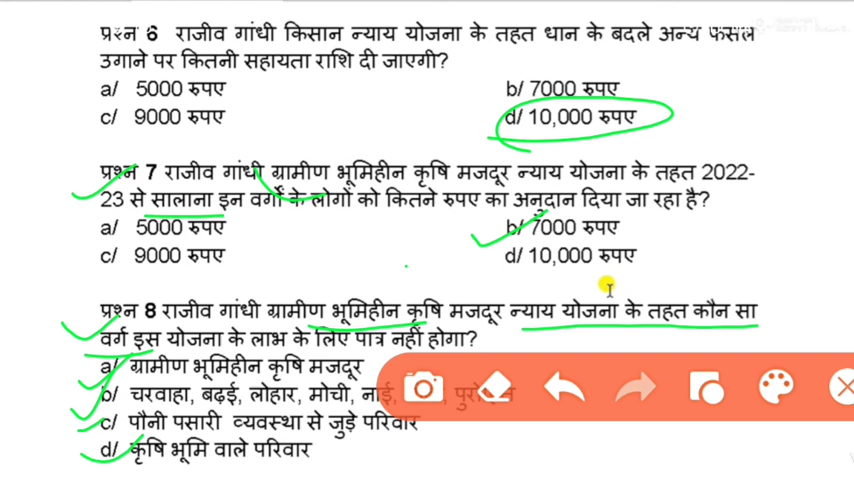 प्रश्न 6 राजीव गांधी किसान न्याय योजना के तहत धान के बदले अन्य फसल
उगाने पर कितनी सहायता राशि दी जाएगी?
a/ 5000 रुपए b/ 7000 रुपए
c/ 9000 रुपए d/ 10,000 रुपए
प्रश्न 7 राजीव गांधी ग्रामीण भूमिहीन कृषि मजदूर न्याय योजना के तहत 2022-
23 से सालाना इन वर्गों के लोगों को कितने रुपए का अनुदान दिया जा रहा है?
a/ 5000 रुपए b/ 7000 रुपए
c/ 9000 रुपए d/ 10,000 रुपए
प्रश्न 8 राजीव गांधी ग्रामीण भूमिहीन कृषि मजदूर न्याय योजना के तहत कौन सा
वर्ग इस योजना के लाभ के लिए पात्र नहीं होगा?
a/ ग्रामीण भूमिहीन कृषि मजदूर
b/ चरवाहा, बढ़ई, लोहार, मोची, नाई,
c/ पौनी पसारी व्यवस्था से जुड़े परिवार
d/ कृषि भूमि वाले परिवार